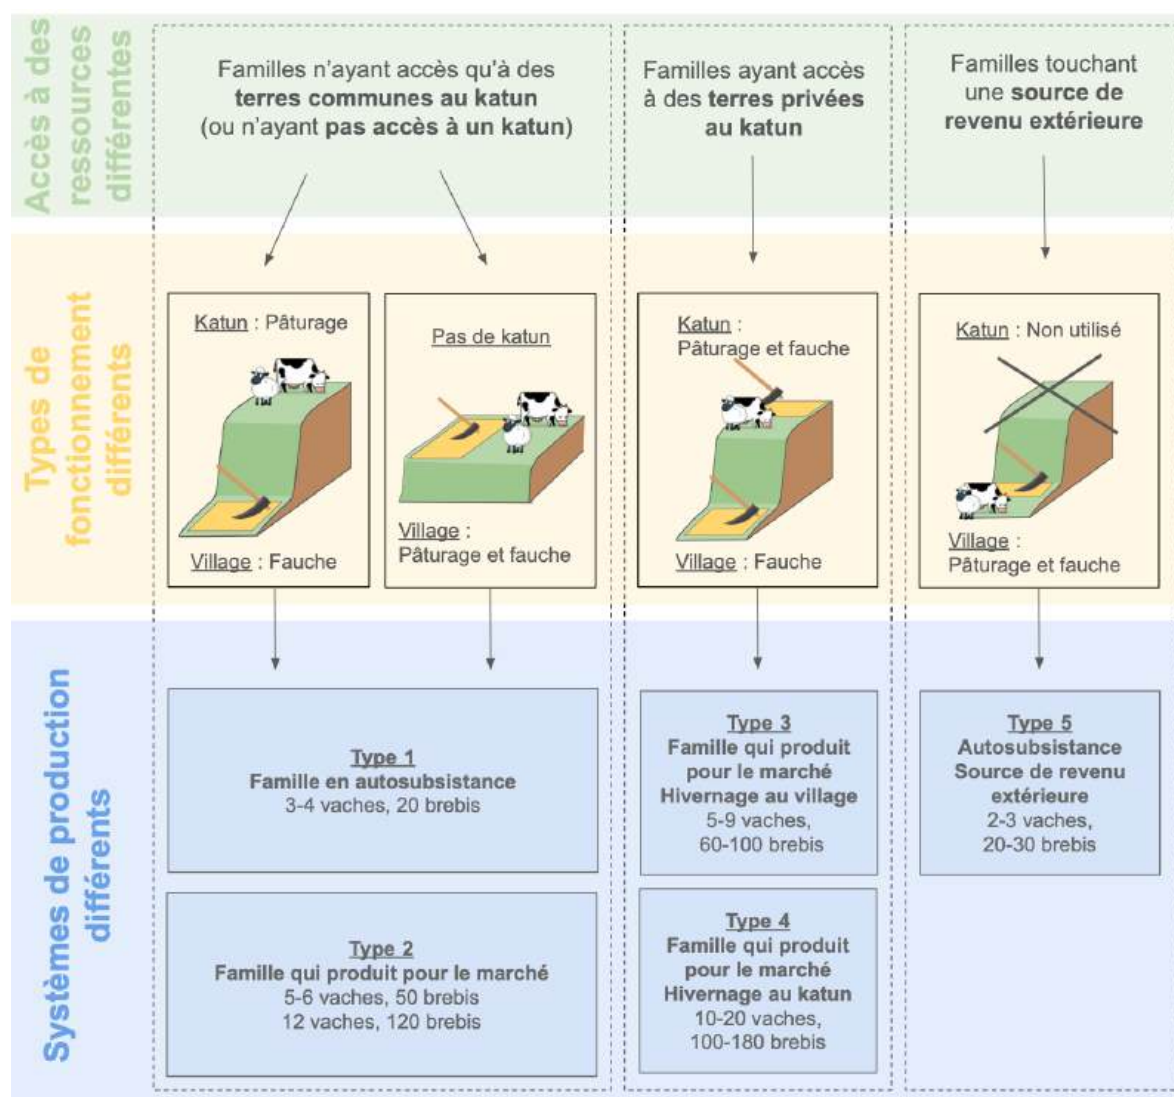 Accès à des
ressources
différentes
Familles n'ayant accès qu'à des
terres communes au katun
(ou n'ayant pas accès à un katun)
Familles ayant accès
à des terres privées
au katun
Familles touchant
une source de
revenu extérieure
Types de
fonctionnement
différents
Katun : Pâturage
Village : Fauche
Pas de katun
Village :
Pâturage et fauche
Katun :
Pâturage et fauche
Village : Fauche
Katun : Non utilisé
Village :
Pâturage et fauche
Systèmes de production
différents
Type 1
Famille en autosubsistance
3-4 vaches, 20 brebis
Type 2
Famille qui produit pour le marché
5-6 vaches, 50 brebis
12 vaches, 120 brebis
Type 3
Famille qui produit
pour le marché
Hivernage au village
5-9 vaches,
60-100 brebis
Type 4
Famille qui produit
pour le marché
Hivernage au katun
10-20 vaches,
100-180 brebis
Type 5
Autosubsistance
Source de revenu
extérieure
2-3 vaches,
20-30 brebis